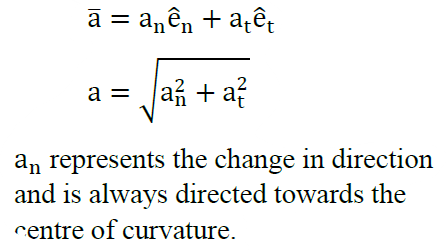 ā = aₙêₙ + aₜêₜ
a = √(aₙ² + aₜ²)
aₙ represents the change in direction
and is always directed towards the
centre of curvature.